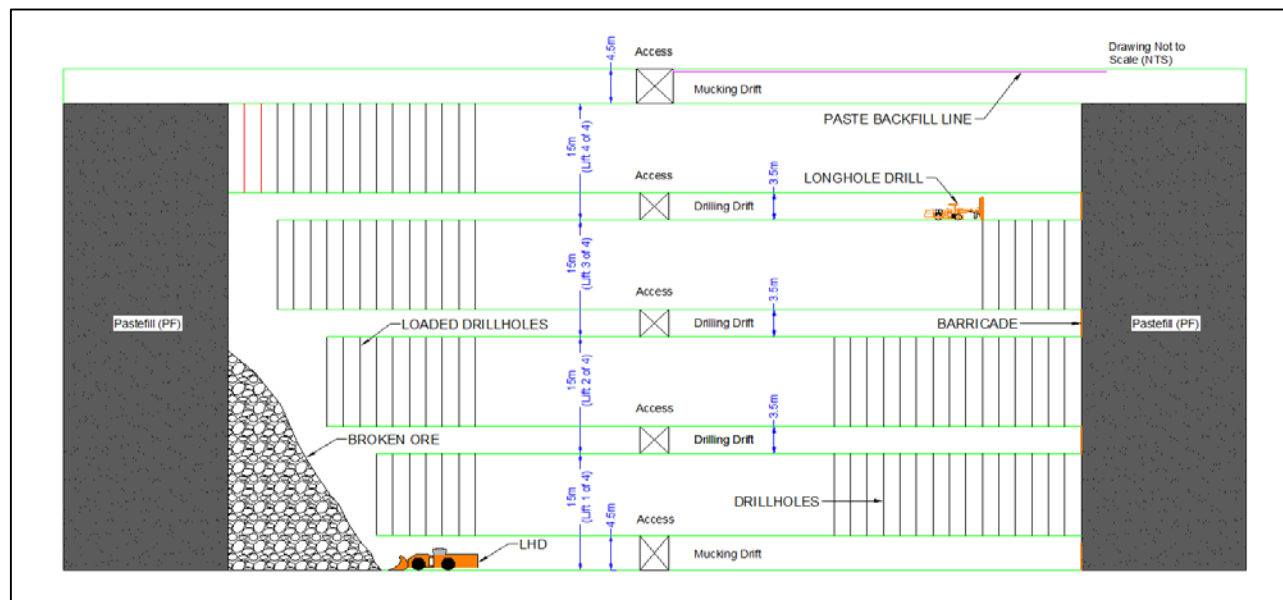 Access
4.5m
Drawing Not to
Scale (NTS)
Mucking Drift
PASTE BACKFILL LINE
15m
(Lift 4 of 4)
Access
3.5m
LONGHOLE DRILL
Drilling Drift
15m
(Lift 3 of 4)
Access
3.5m
Pastefill (PF)
LOADED DRILLHOLES
Drilling Drift
BARRICADE
Pastefill (PF)
15m
(Lift 2 of 4)
Access
3.5m
BROKEN ORE
Drilling Drift
15m
(Lift 1 of 4)
DRILLHOLES
Access
4.5m
LHD
Mucking Drift